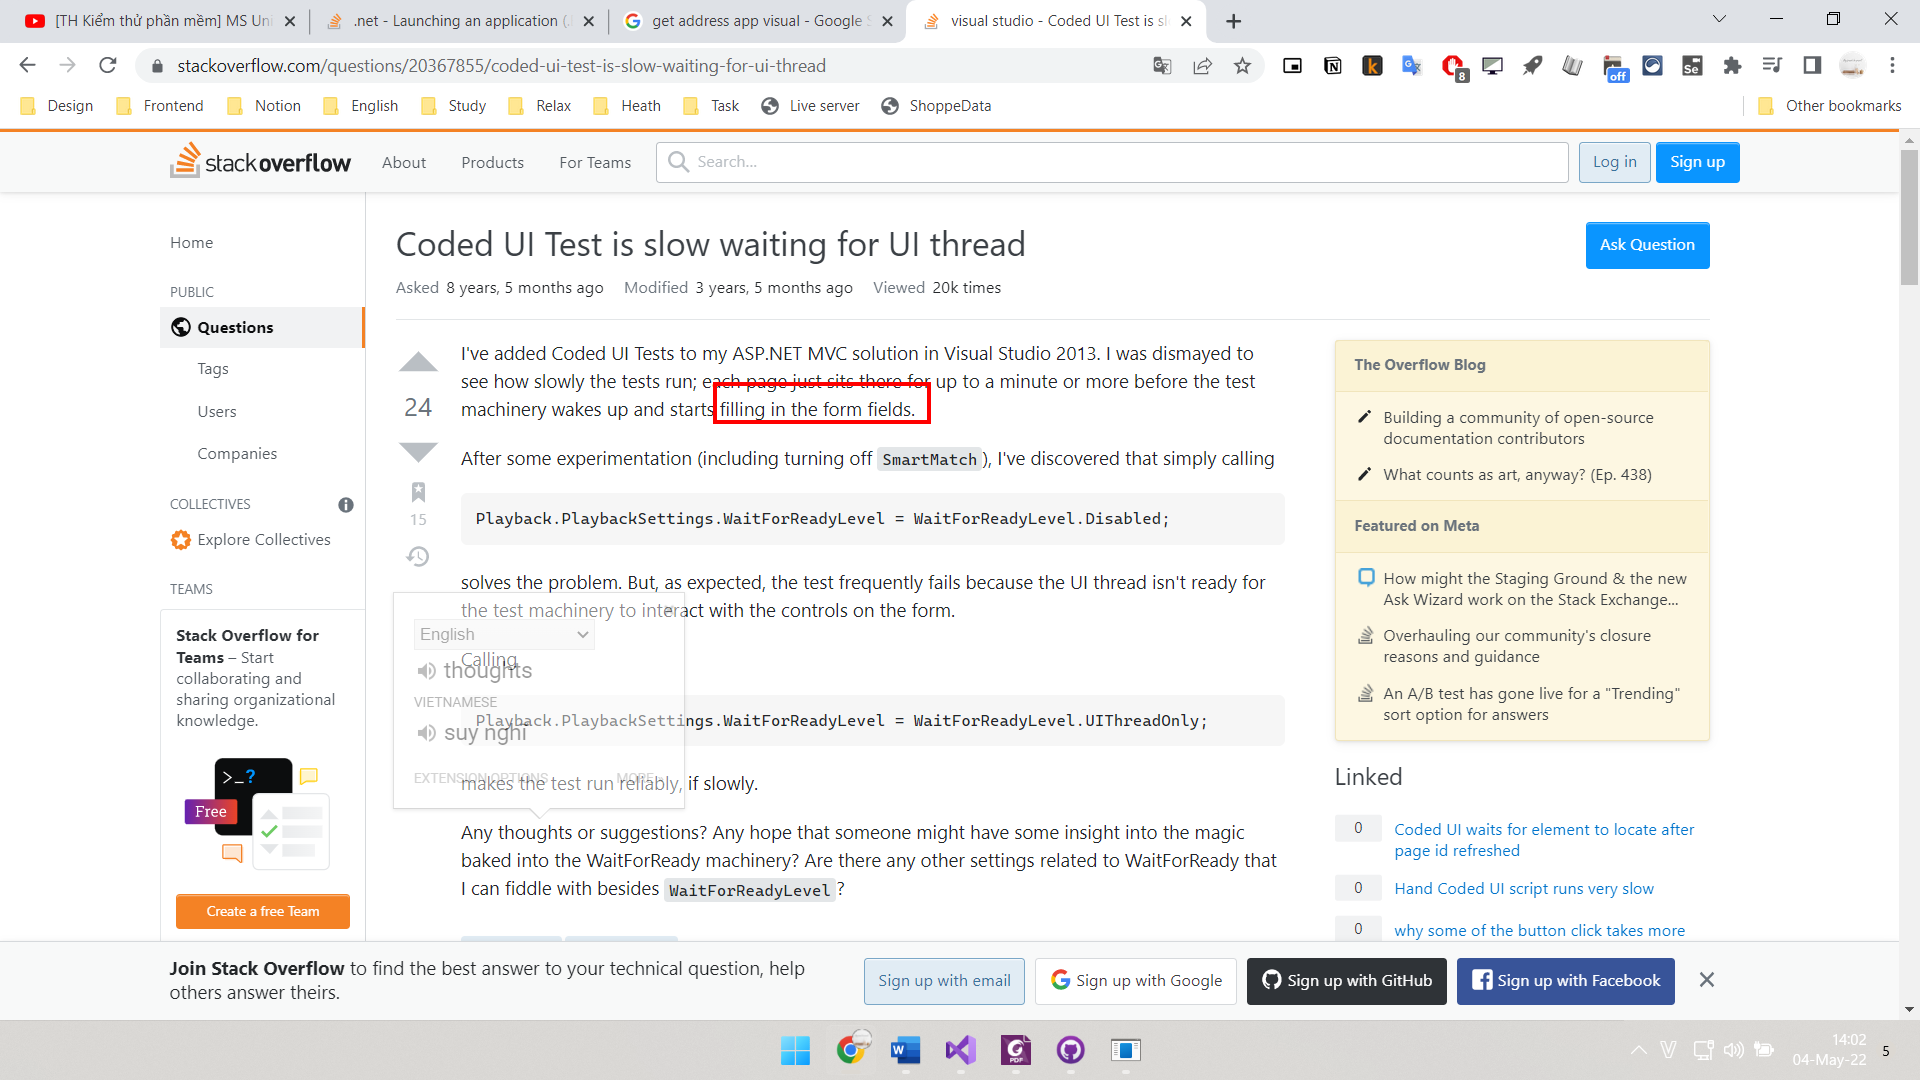 [TH Kiểm thử phần mềm] MS Uni
.net - Launching an application (.
get address app visual - Google S
visual studio - Coded UI Test is sl
stackoverflow.com/questions/20367855/coded-ui-test-is-slow-waiting-for-ui-thread
8
off
Se
Design
Frontend
Notion
English
Study
Relax
Heath
Task
Live server
ShoppeData
Other bookmarks
stackoverflow
About
Products
For Teams
Search...
Log in
Sign up
Home
PUBLIC
Questions
Tags
Users
Companies
COLLECTIVES
Explore Collectives
TEAMS
Stack Overflow for
Teams – Start
collaborating and
sharing organizational
knowledge.
>_?
Free
Create a free Team
Coded UI Test is slow waiting for UI thread
Ask Question
Asked 8 years, 5 months ago Modified 3 years, 5 months ago Viewed 20k times
24
15
I've added Coded UI Tests to my ASP.NET MVC solution in Visual Studio 2013. I was dismayed to
see how slowly the tests run; each page just sits there for up to a minute or more before the test
machinery wakes up and starts filling in the form fields.
After some experimentation (including turning off SmartMatch), I've discovered that simply calling
Playback.PlaybackSettings.WaitForReadyLevel = WaitForReadyLevel.Disabled;
solves the problem. But, as expected, the test frequently fails because the UI thread isn't ready for
the test machinery to interact with the controls on the form.
Calling
Playback.PlaybackSettings.WaitForReadyLevel = WaitForReadyLevel.UIThreadOnly;
makes the test run reliably, if slowly.
Any thoughts or suggestions? Any hope that someone might have some insight into the magic
baked into the WaitForReady machinery? Are there any other settings related to WaitForReady that
I can fiddle with besides WaitForReadyLevel?
English
thoughts
VIETNAMESE
suy nghĩ
EXTENSION OPTIONS
MORE
The Overflow Blog
Building a community of open-source
documentation contributors
What counts as art, anyway? (Ep. 438)
Featured on Meta
How might the Staging Ground & the new
Ask Wizard work on the Stack Exchange...
Overhauling our community's closure
reasons and guidance
An A/B test has gone live for a "Trending"
sort option for answers
Linked
0 Coded UI waits for element to locate after
page id refreshed
0 Hand Coded UI script runs very slow
0 why some of the button click takes more
Join Stack Overflow to find the best answer to your technical question, help
others answer theirs.
Sign up with email
Sign up with Google
Sign up with GitHub
Sign up with Facebook
14:02
04-May-22
5